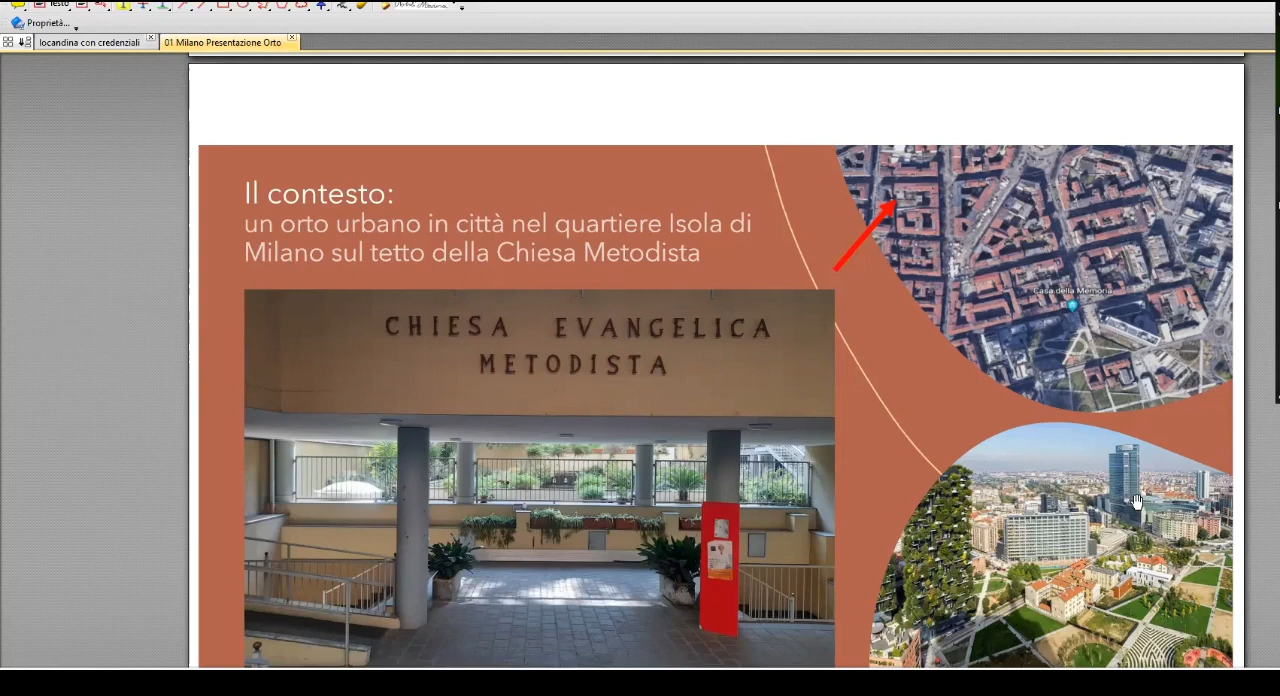 Testo
Proprietà...
locandina con credenziali
01 Milano Presentazione Orto
Il contesto:
un orto urbano in città nel quartiere Isola di
Milano sul tetto della Chiesa Metodista
CHIESA EVANGELICA
METODISTA
Casa della Memoria